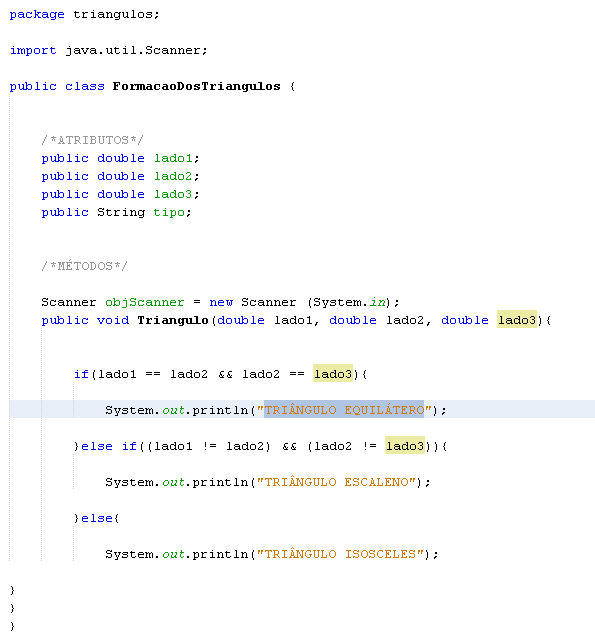 package triangulos;
import java.util.Scanner;
public class FormacaoDosTriangulos {
/*ATRIBUTOS*/
public double lado1;
public double lado2;
public double lado3;
public String tipo;
/*MÉTODOS*/
Scanner objScanner = new Scanner (System.in);
public void Triangulo(double lado1, double lado2, double lado3){
if(lado1 == lado2 && lado2 == lado3){
System.out.println("TRIÂNGULO EQUILÁTERO");
}else if((lado1 != lado2) && (lado2 != lado3)){
System.out.println("TRIÂNGULO ESCALENO");
}else{
System.out.println("TRIÂNGULO ISOSCELES");
}
}
}